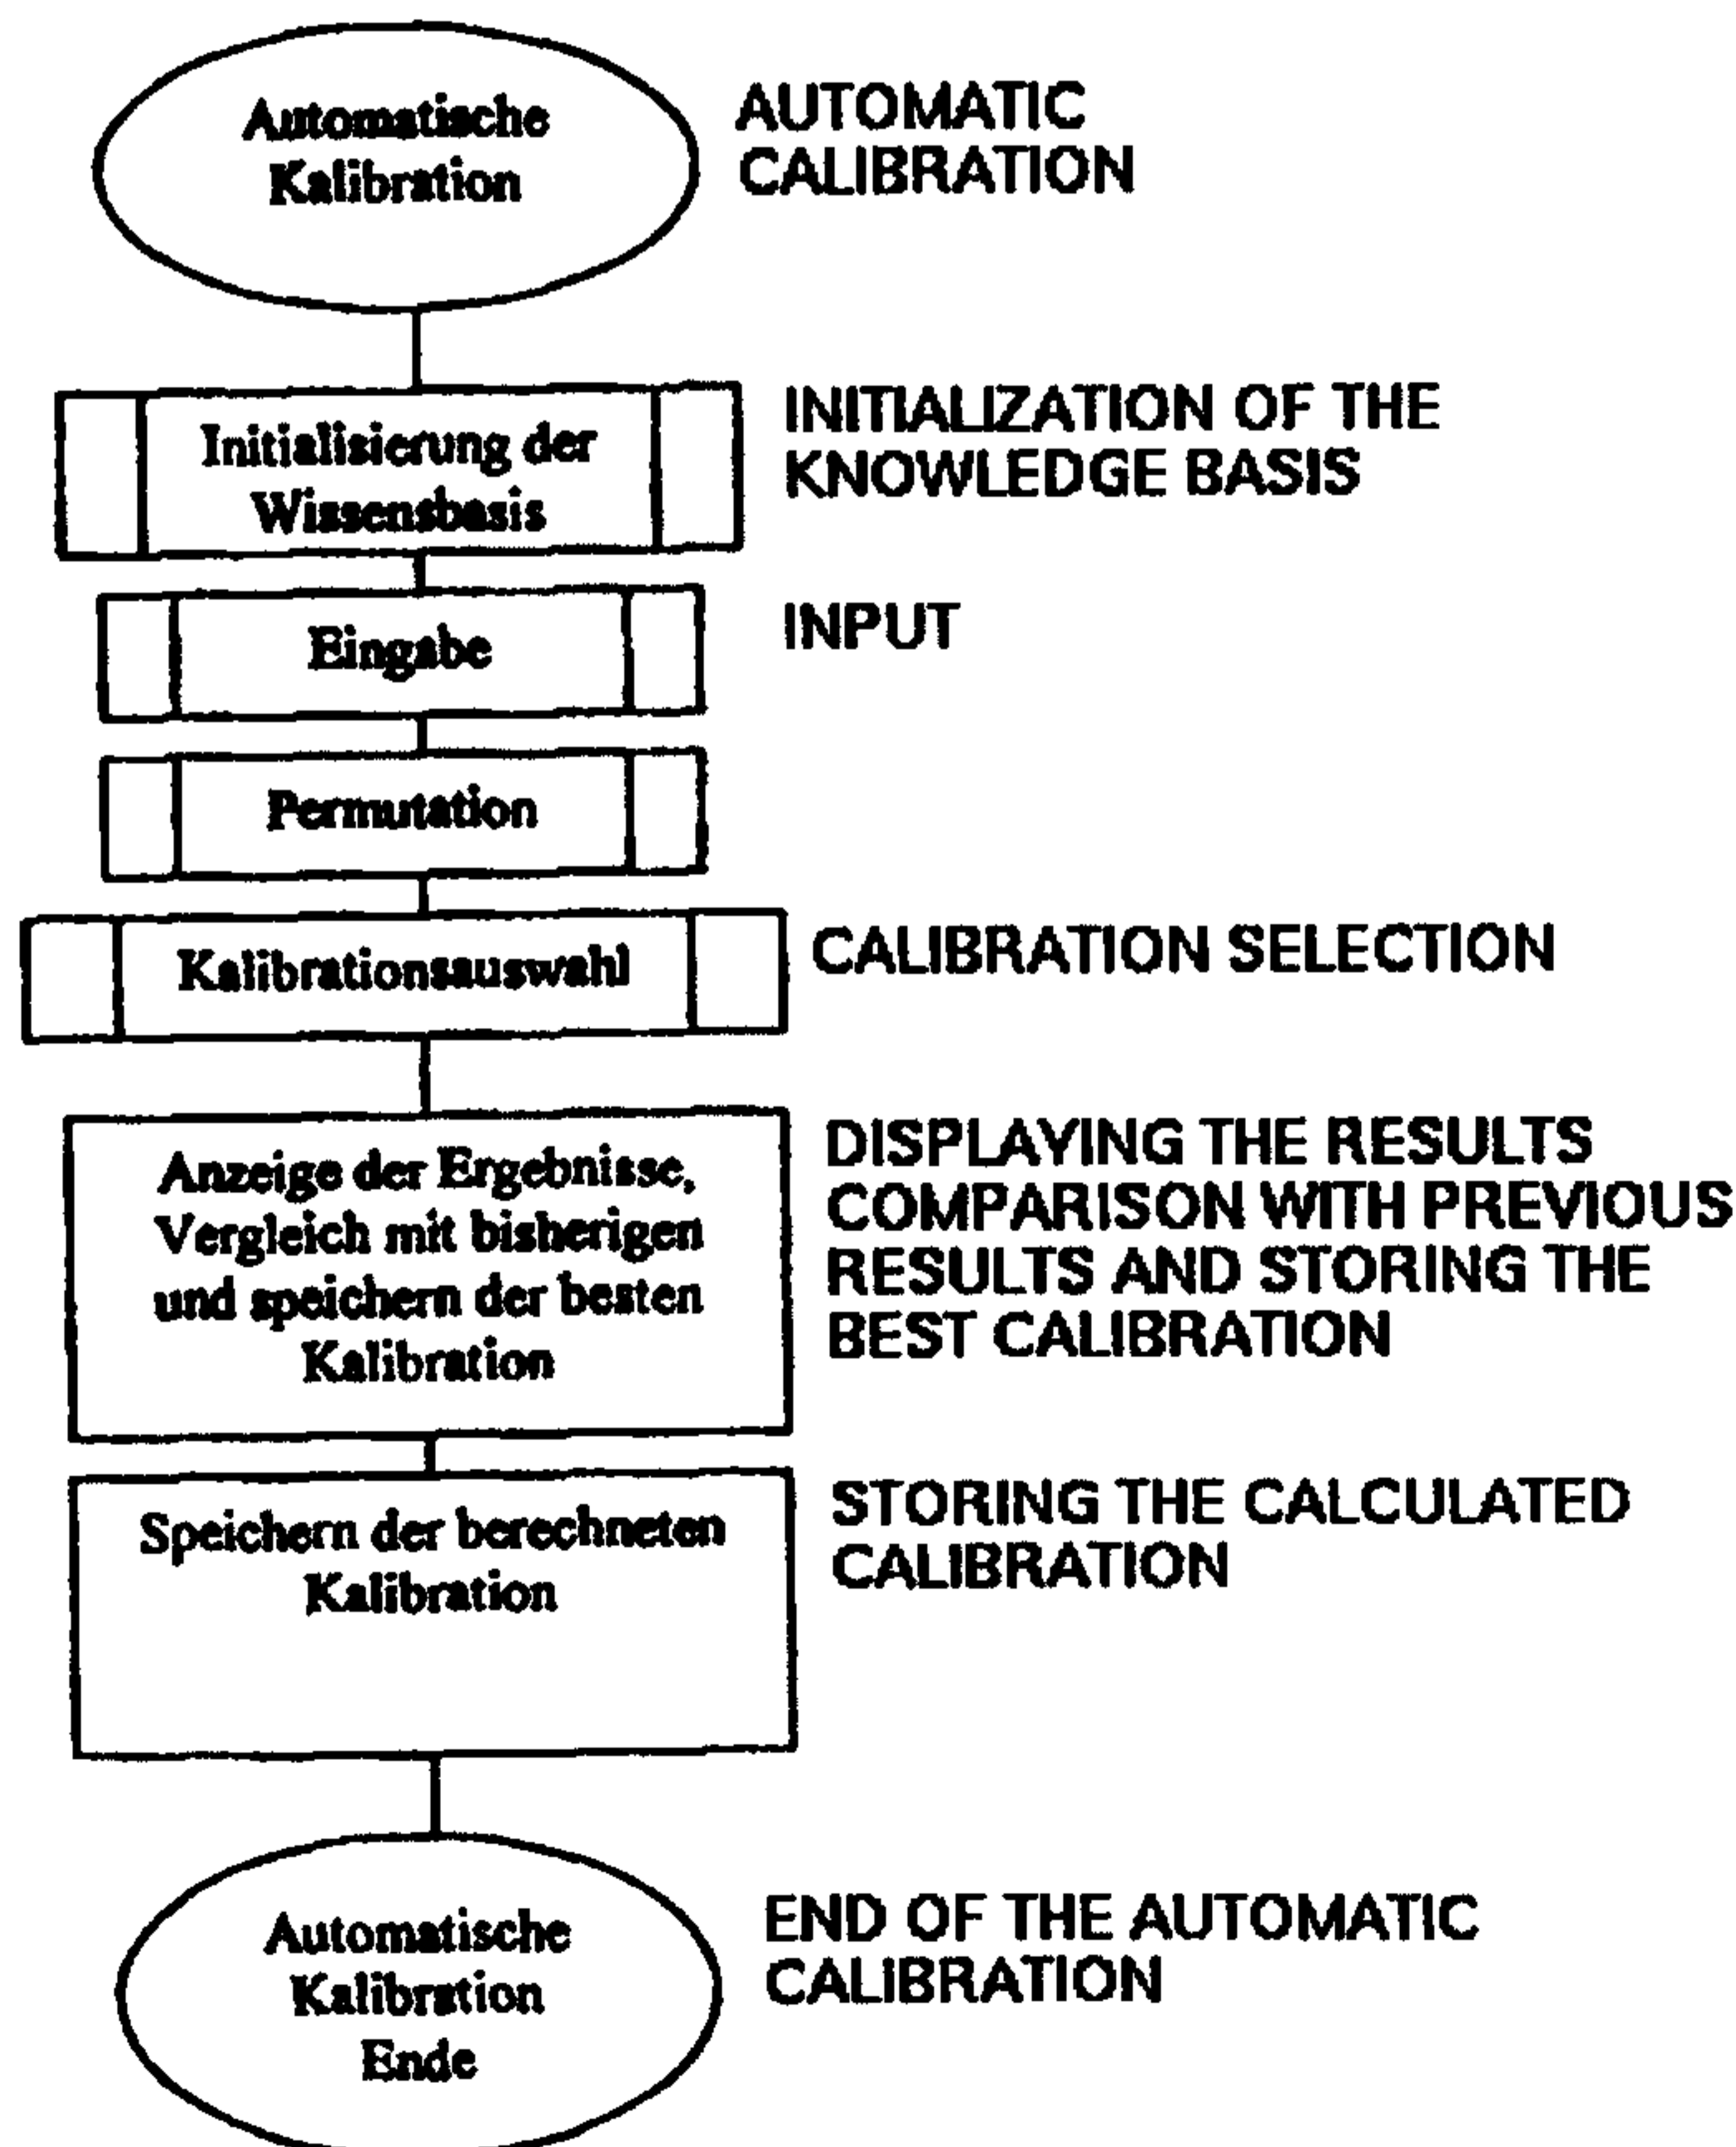 Automatische
Kalibration
AUTOMATIC
CALIBRATION
Initialisierung der
Wissensbasis
INITIALIZATION OF THE
KNOWLEDGE BASIS
Eingabe
INPUT
Permutation
Kalibrationsauswahl
CALIBRATION SELECTION
Anzeige der Ergebnisse,
Vergleich mit bisherigen
und speichern der besten
Kalibration
DISPLAYING THE RESULTS
COMPARISON WITH PREVIOUS
RESULTS AND STORING THE
BEST CALIBRATION
Speichern der berechneten
Kalibration
STORING THE CALCULATED
CALIBRATION
Automatische
Kalibration
Ende
END OF THE AUTOMATIC
CALIBRATION